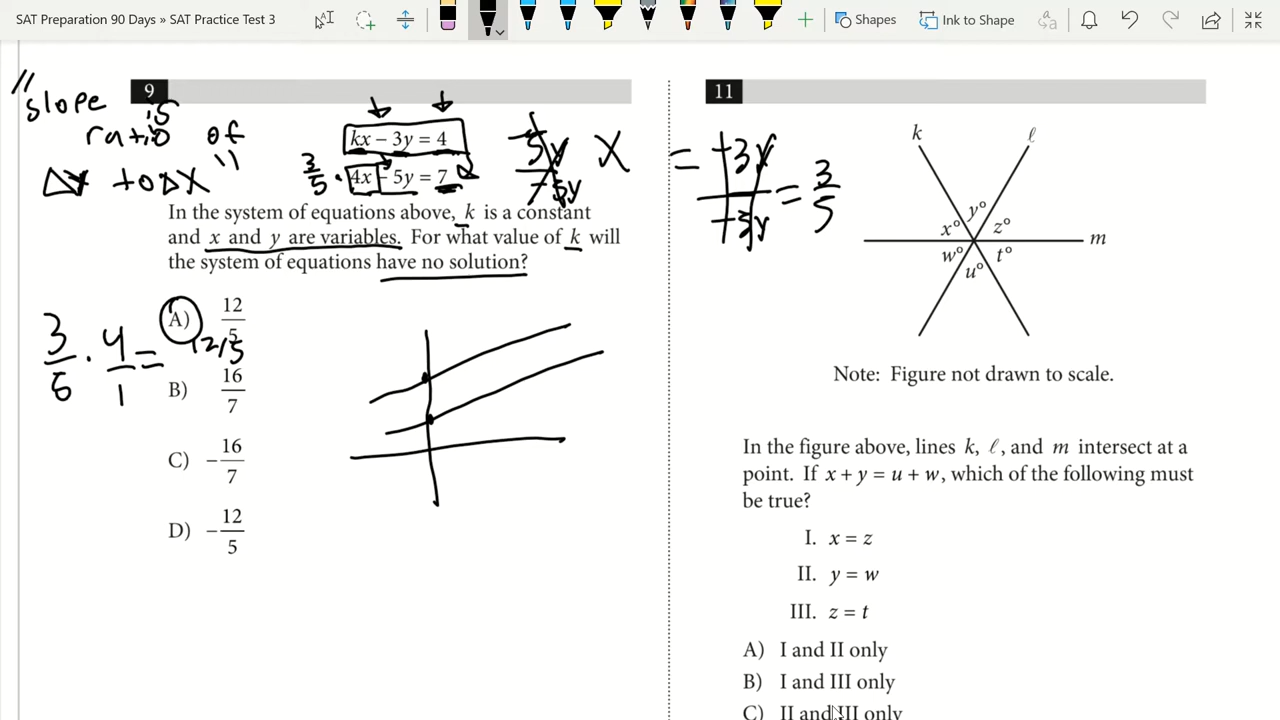 SAT Preparation 90 Days » SAT Practice Test 3
Shapes
Ink to Shape
9
// slope is
ratio of
Δy to Δx
kx − 3y = 4
3/5 · 4x − 5y = 7
In the system of equations above, k is a constant
and x and y are variables. For what value of k will
the system of equations have no solution?
3/5 · 4/1 = 12/5
A) 12/5
B) 16/7
C) −16/7
D) −12/5
X
= −3y/−5y = 3/5
11
k
ℓ
y°
x°
z°
m
w°
t°
u°
Note: Figure not drawn to scale.
In the figure above, lines k, ℓ, and m intersect at a
point. If x + y = u + w, which of the following must
be true?
I. x = z
II. y = w
III. z = t
A) I and II only
B) I and III only
C) II and III only